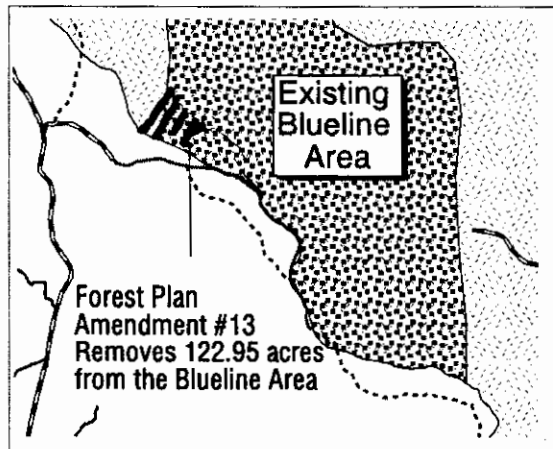 Existing
Blueline
Area
Forest Plan
Amendment #13
Removes 122.95 acres
from the Blueline Area